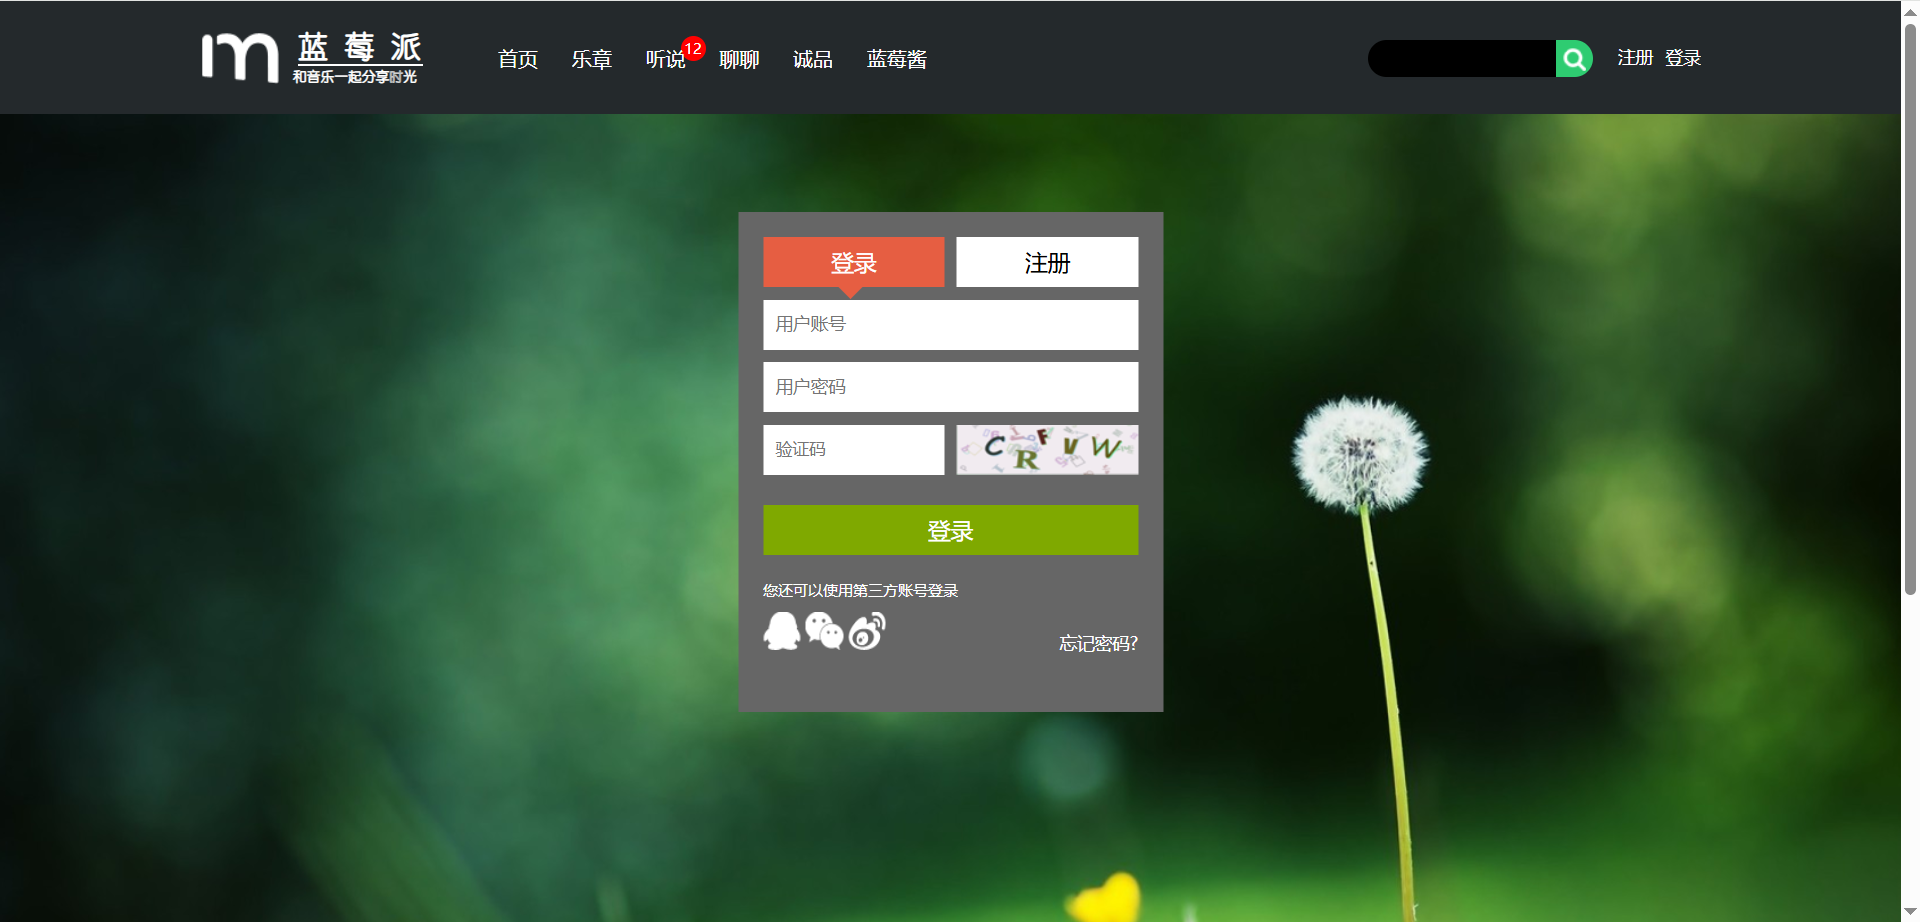 m 蓝莓派
和音乐一起分享时光
首页 乐章 听说 12 聊聊 诚品 蓝莓酱
注册 登录
登录 注册
用户账号
用户密码
验证码 C R F V W
登录
您还可以使用第三方账号登录
忘记密码?